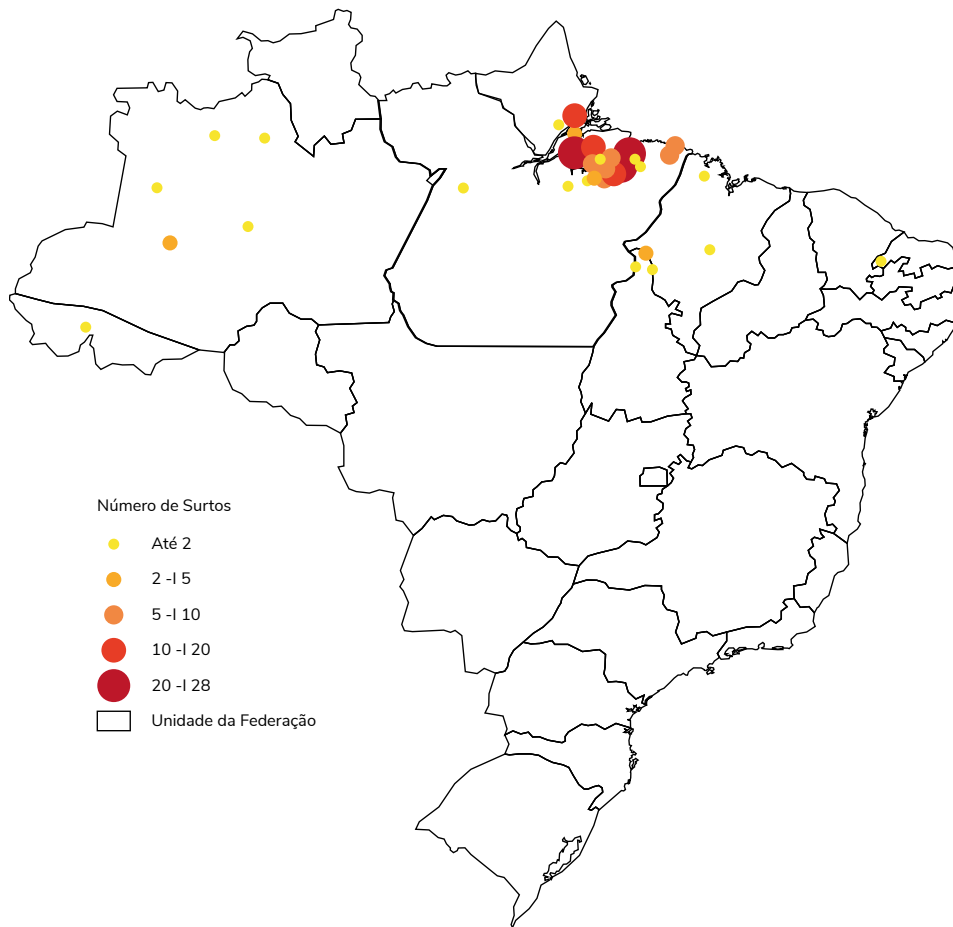 Número de Surtos
Até 2
2 -I 5
5 -I 10
10 -I 20
20 -I 28
Unidade da Federação